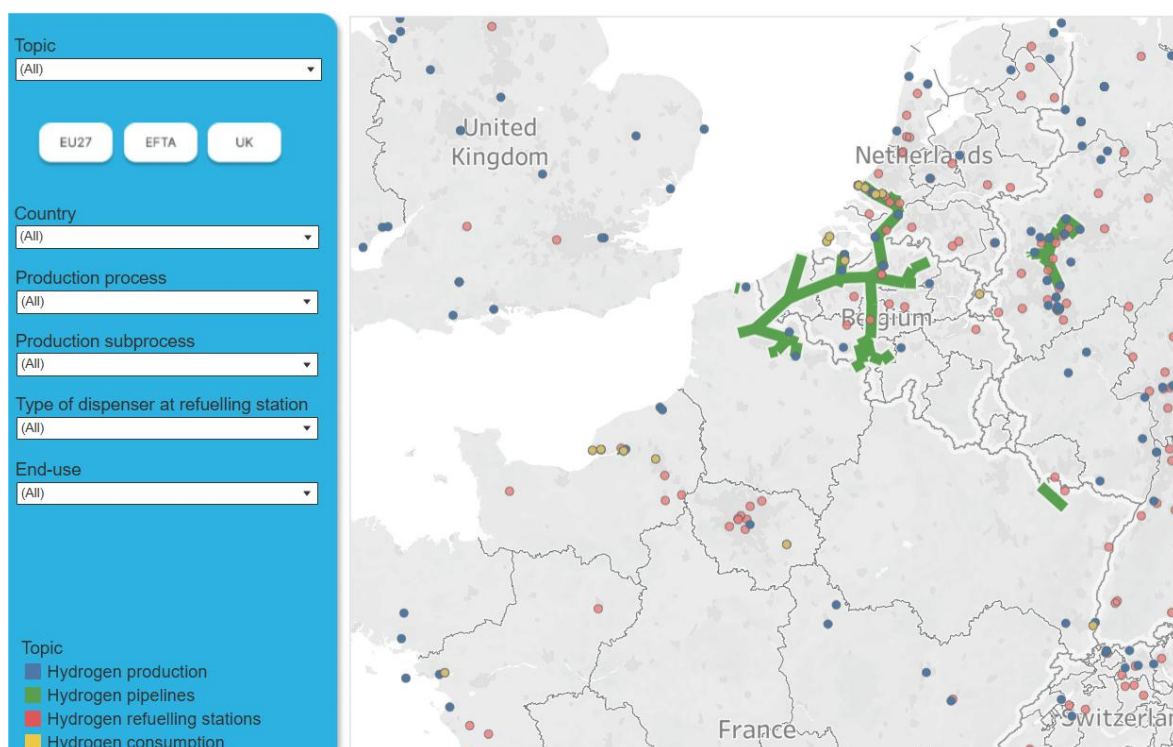 Topic
(All)
EU27 EFTA UK
Country
(All)
Production process
(All)
Production subprocess
(All)
Type of dispenser at refuelling station
(All)
End-use
(All)
Topic
Hydrogen production
Hydrogen pipelines
Hydrogen refuelling stations
Hydrogen consumption
United
Kingdom
Netherlands
Belgium
France
Switzerla